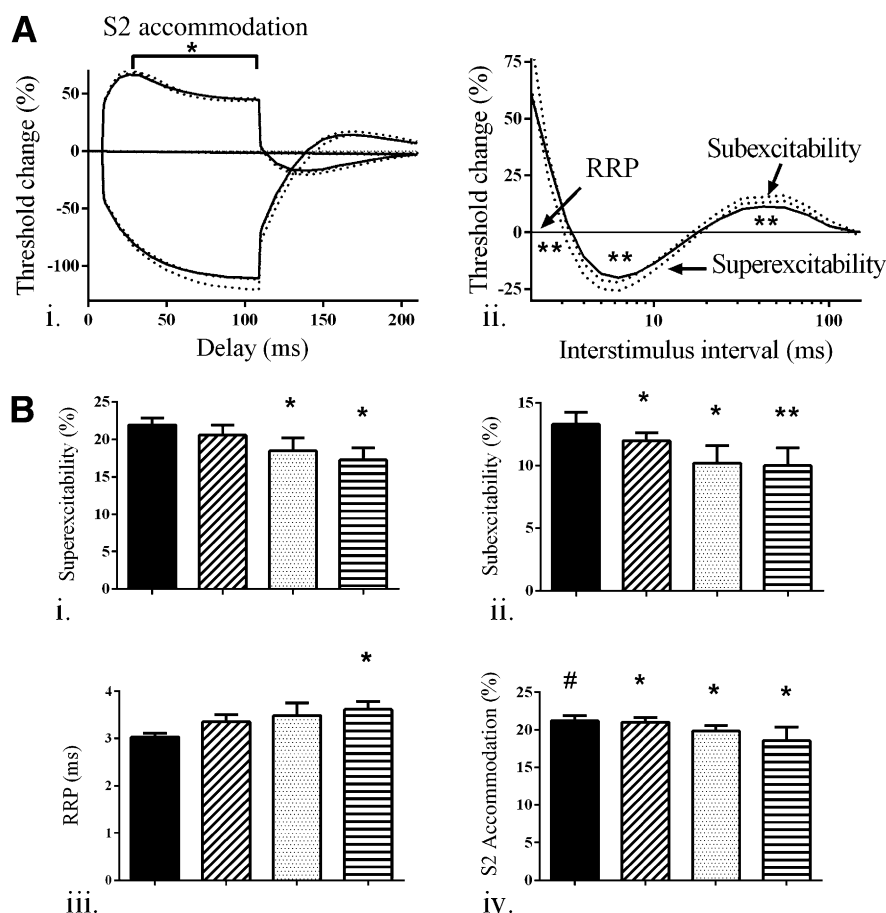 A
S2 accommodation
*
Threshold change (%)
50
0
-50
-100
0 50 100 150 200
Delay (ms)
i.
Threshold change (%)
75
50
25
0
-25
RRP
Subexcitability
** ** **
Superexcitability
10 100
Interstimulus interval (ms)
ii.
B
Superexcitability (%)
25
20
15
10
5
0
* *
i.
Subexcitability (%)
15
10
5
0
* * **
ii.
RRP (ms)
4
3
2
1
0
*
iii.
S2 Accommodation (%)
25
20
15
10
5
0
# * * *
iv.